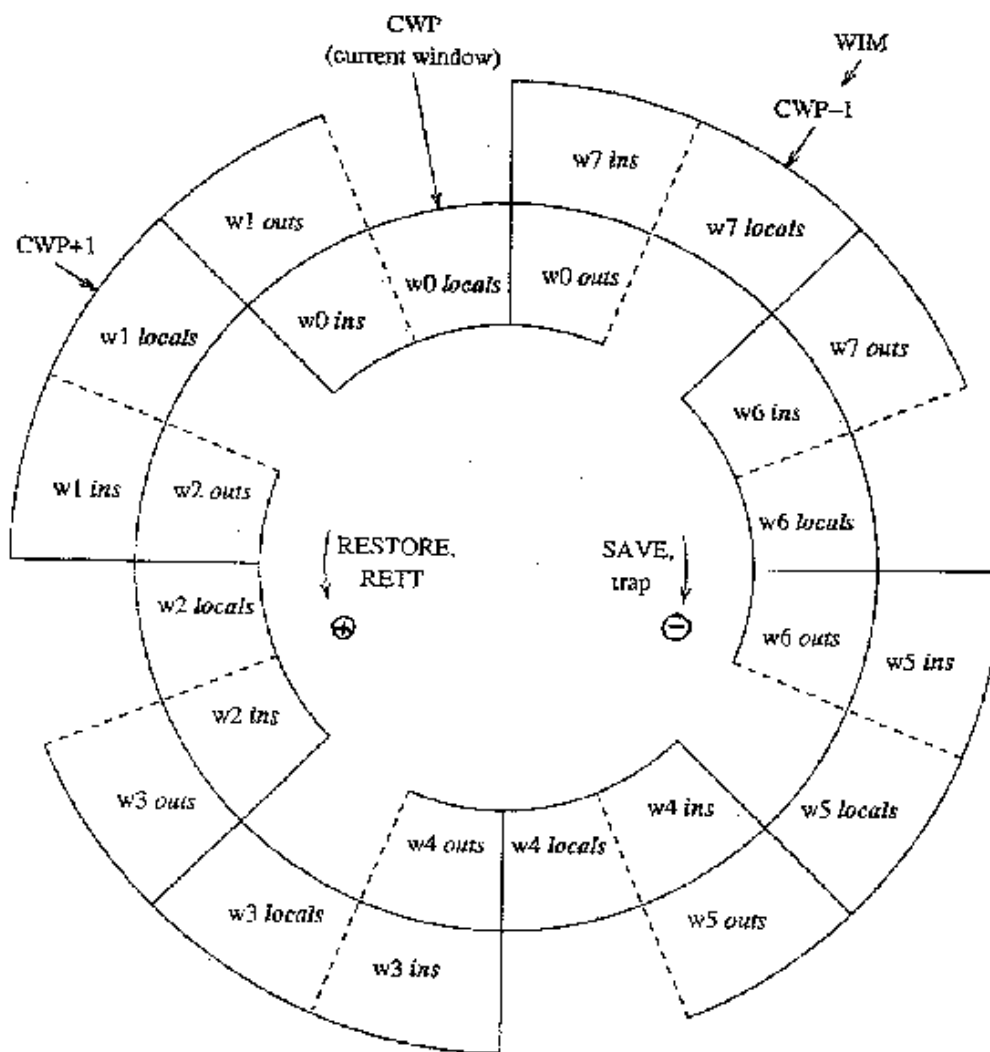 CWP
(current window)
WIM
CWP–1
w7 ins
w1 outs
w7 locals
CWP+1
w0 locals
w0 outs
w0 ins
w1 locals
w7 outs
w6 ins
w1 ins
w2 outs
w6 locals
RESTORE,
RETT
SAVE,
trap
w2 locals
+
−
w6 outs
w5 ins
w2 ins
w3 outs
w4 ins
w5 locals
w4 outs
w4 locals
w3 locals
w5 outs
w3 ins